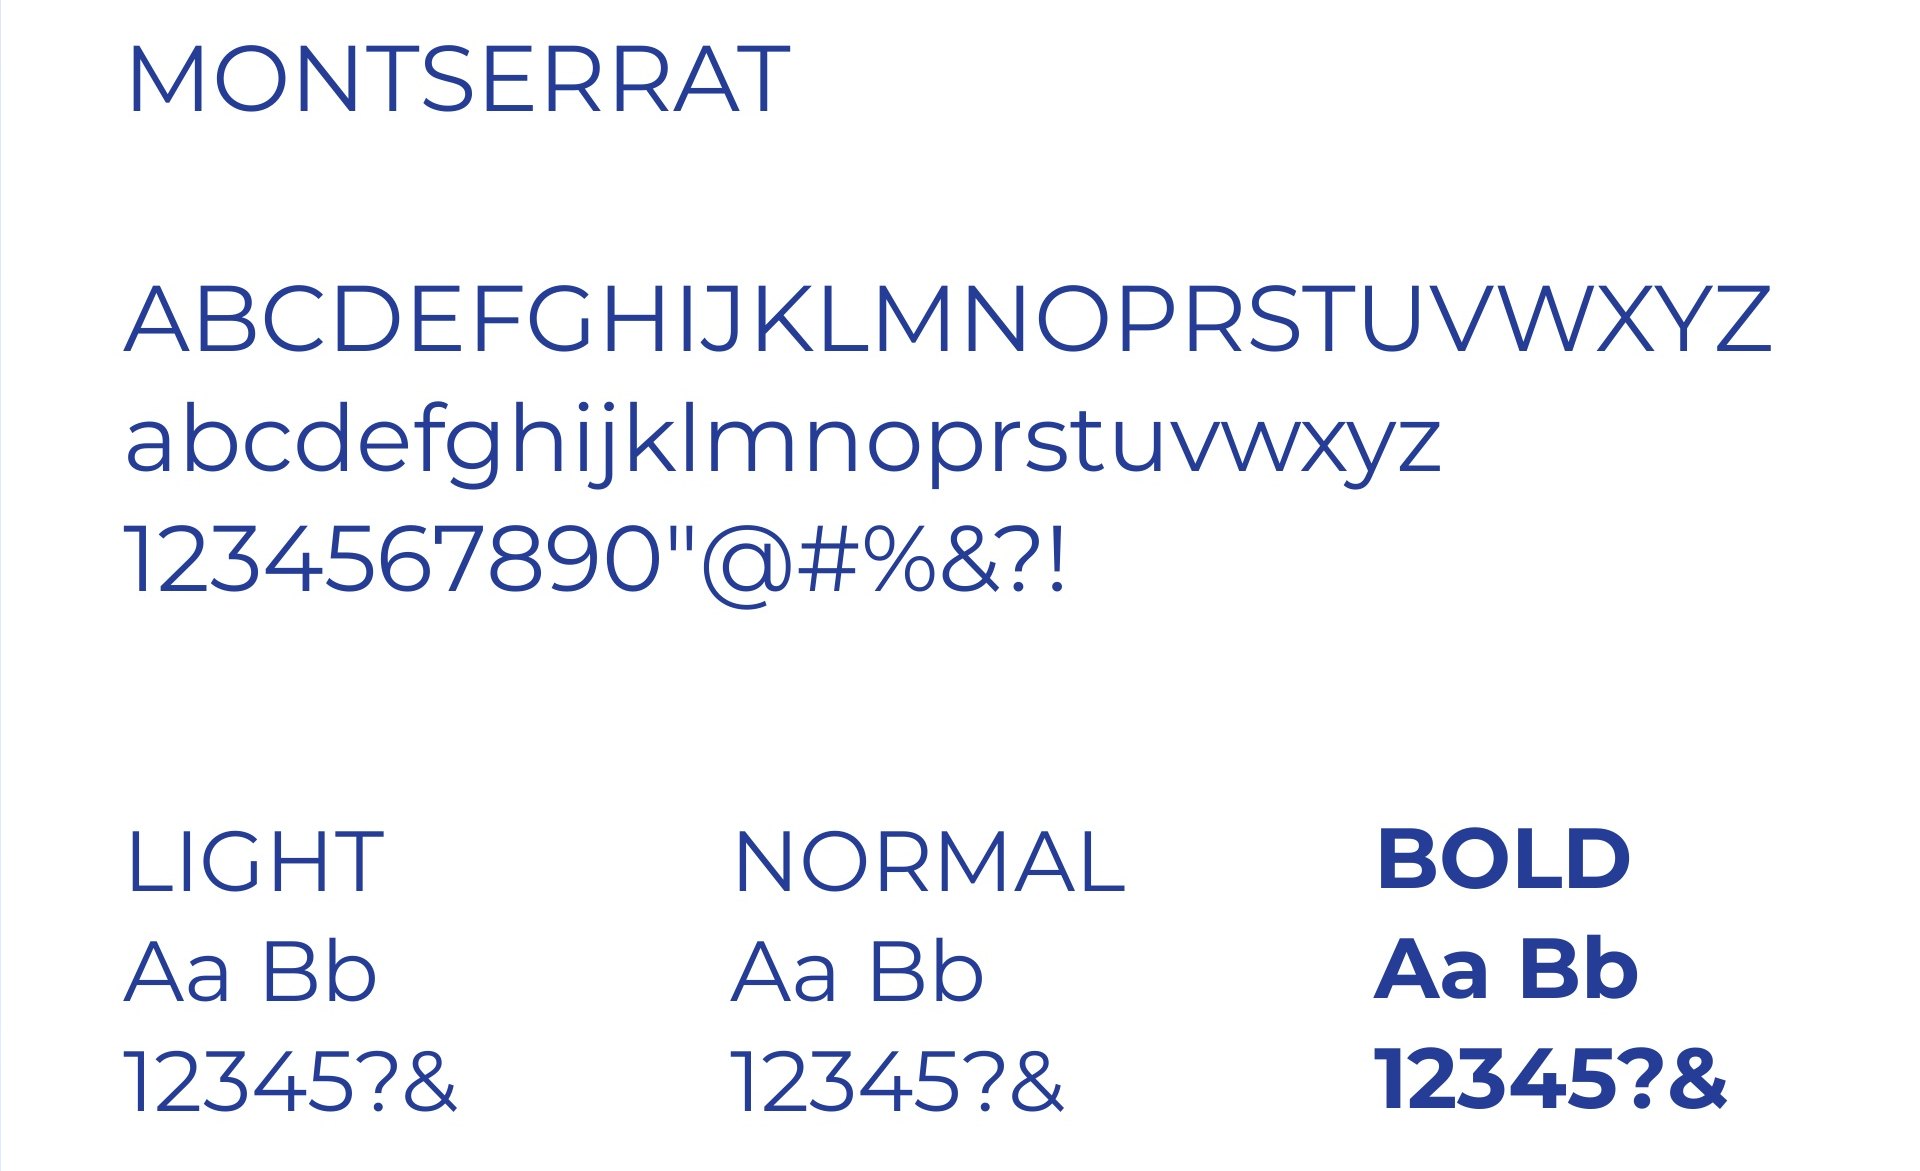 MONTSERRAT
ABCDEFGHIJKLMNOPRSTUVWXYZ
abcdefghijklmnoprstuvwxyz
1234567890"@#%&?!
LIGHT
Aa Bb
12345?&
NORMAL
Aa Bb
12345?&
BOLD
Aa Bb
12345?&